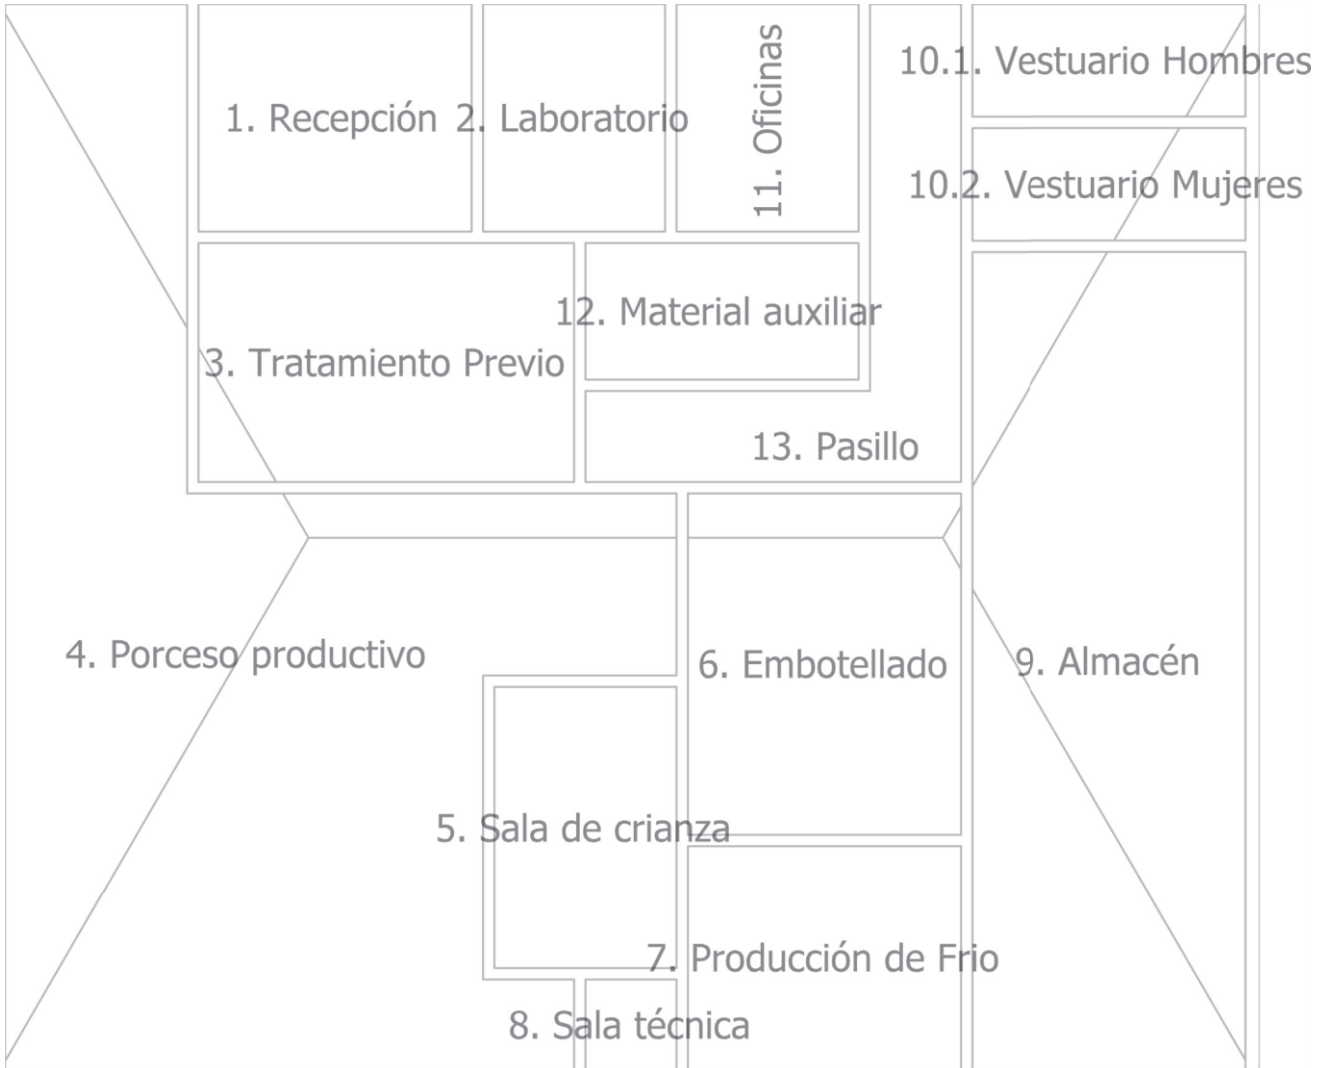 10.1. Vestuario Hombres
1. Recepción
2. Laboratorio
11. Oficinas
10.2. Vestuario Mujeres
12. Material auxiliar
3. Tratamiento Previo
13. Pasillo
4. Porceso productivo
6. Embotellado
9. Almacén
5. Sala de crianza
7. Producción de Frio
8. Sala técnica